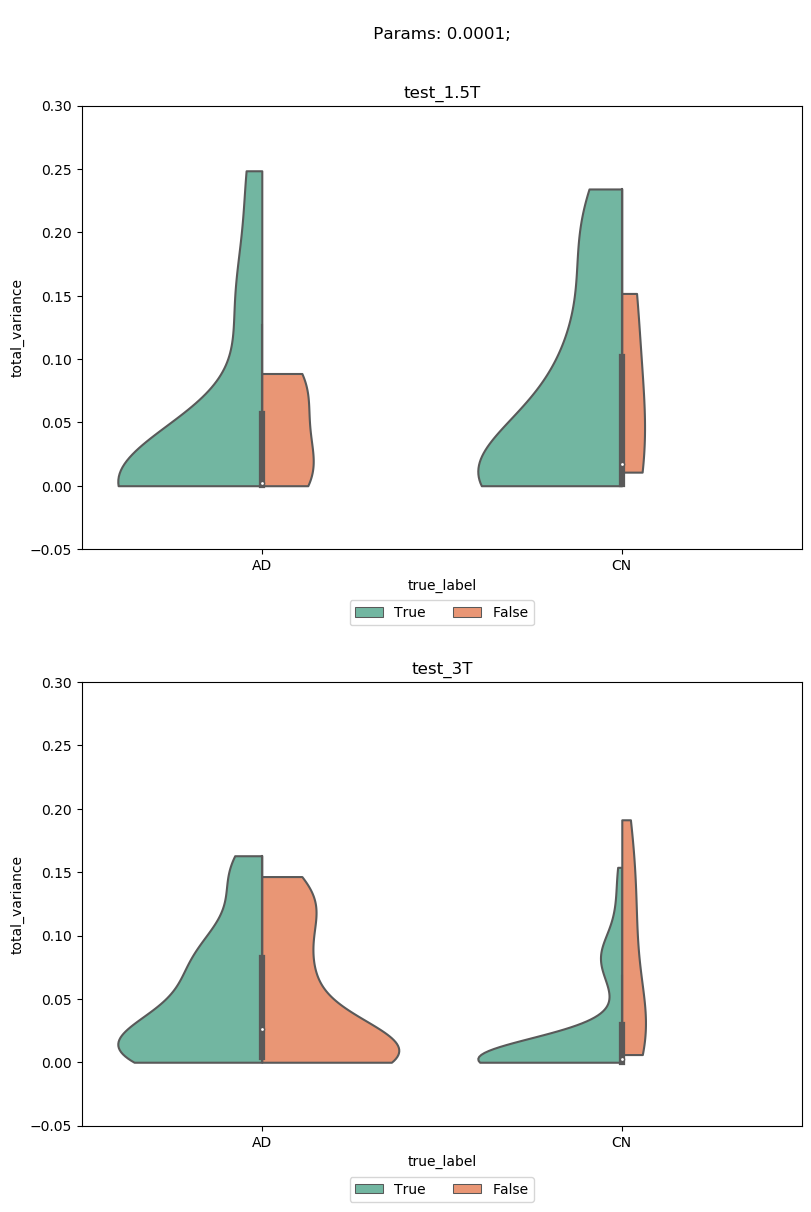 Params: 0.0001;
test_1.5T
0.30
0.25
0.20
0.15
0.10
0.05
0.00
−0.05
total_variance
AD CN
true_label
True False
test_3T
0.30
0.25
0.20
0.15
0.10
0.05
0.00
−0.05
total_variance
AD CN
true_label
True False